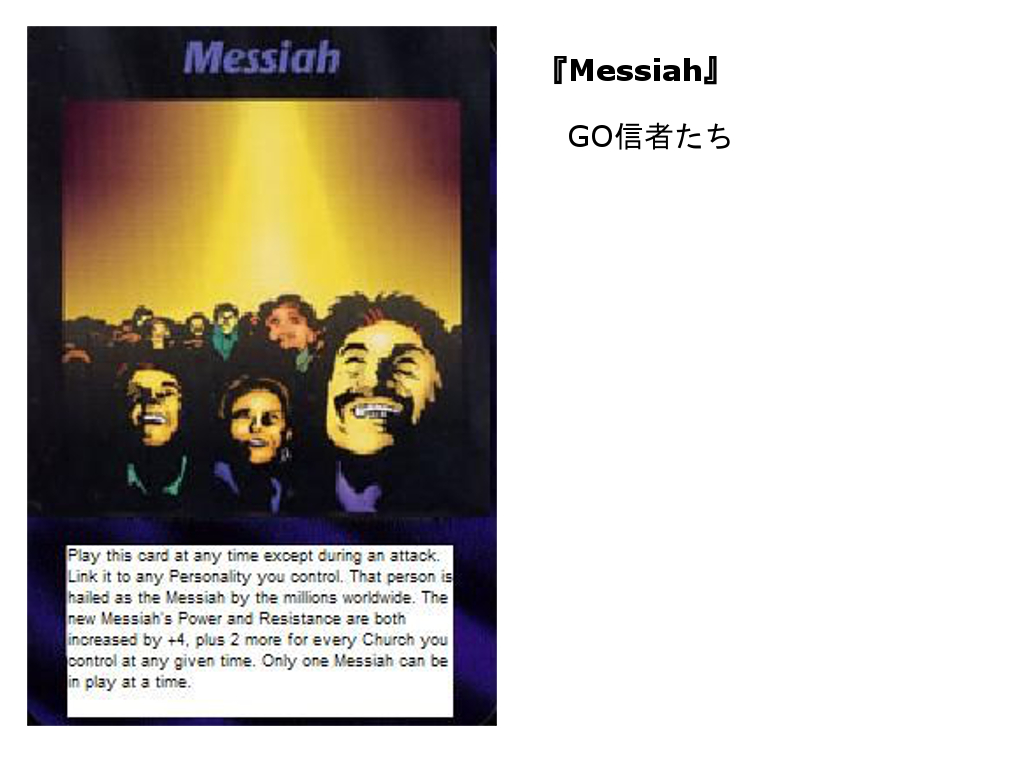 Messiah
Play this card at any time except during an attack.
Link it to any Personality you control. That person is
hailed as the Messiah by the millions worldwide. The
new Messiah's Power and Resistance are both
increased by +4, plus 2 more for every Church you
control at any given time. Only one Messiah can be
in play at a time.
『Messiah』
GO信者たち